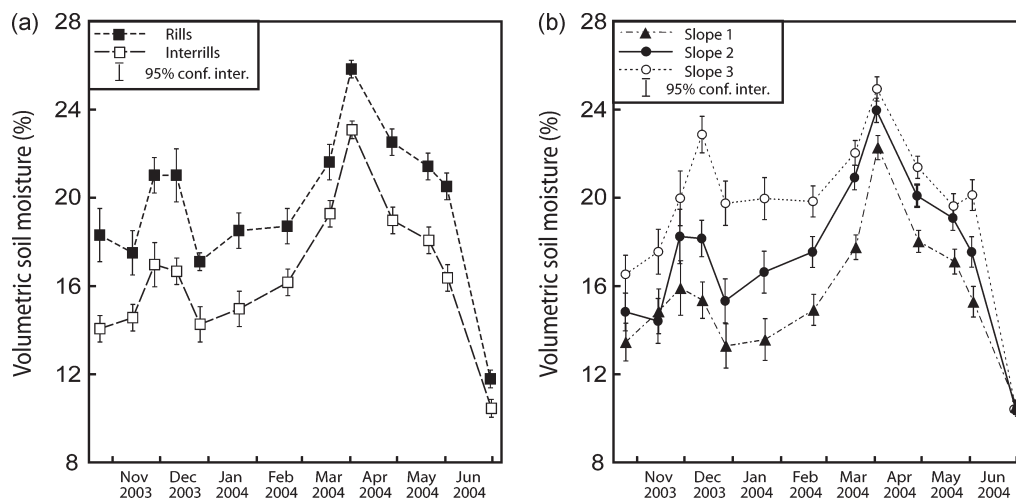 (a)
28
24
20
16
12
8
Volumetric soil moisture (%)
Rills
Interrills
95% conf. inter.
Nov Dec Jan Feb Mar Apr May Jun
2003 2003 2004 2004 2004 2004 2004 2004
(b)
28
24
20
16
12
8
Volumetric soil moisture (%)
Slope 1
Slope 2
Slope 3
95% conf. inter.
Nov Dec Jan Feb Mar Apr May Jun
2003 2003 2004 2004 2004 2004 2004 2004